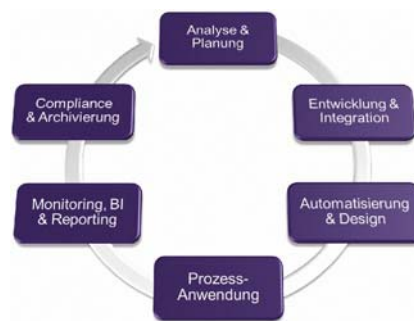 Analyse &
Planung
Entwicklung &
Integration
Automatisierung
& Design
Prozess-
Anwendung
Monitoring, BI
& Reporting
Compliance
& Archivierung